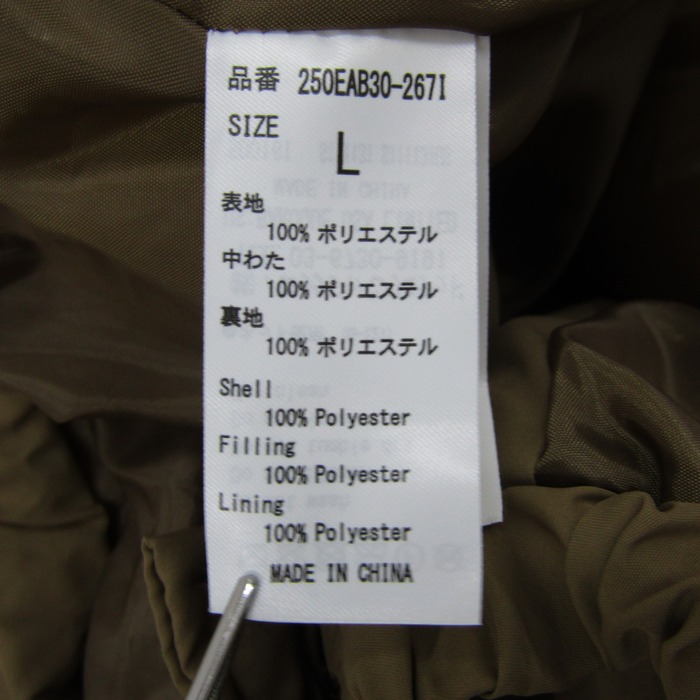 品番 250EAB30-267I
SIZE
L
表地
100% ポリエステル
中わた
100% ポリエステル
裏地
100% ポリエステル
Shell
100% Polyester
Filling
100% Polyester
Lining
100% Polyester
MADE IN CHINA